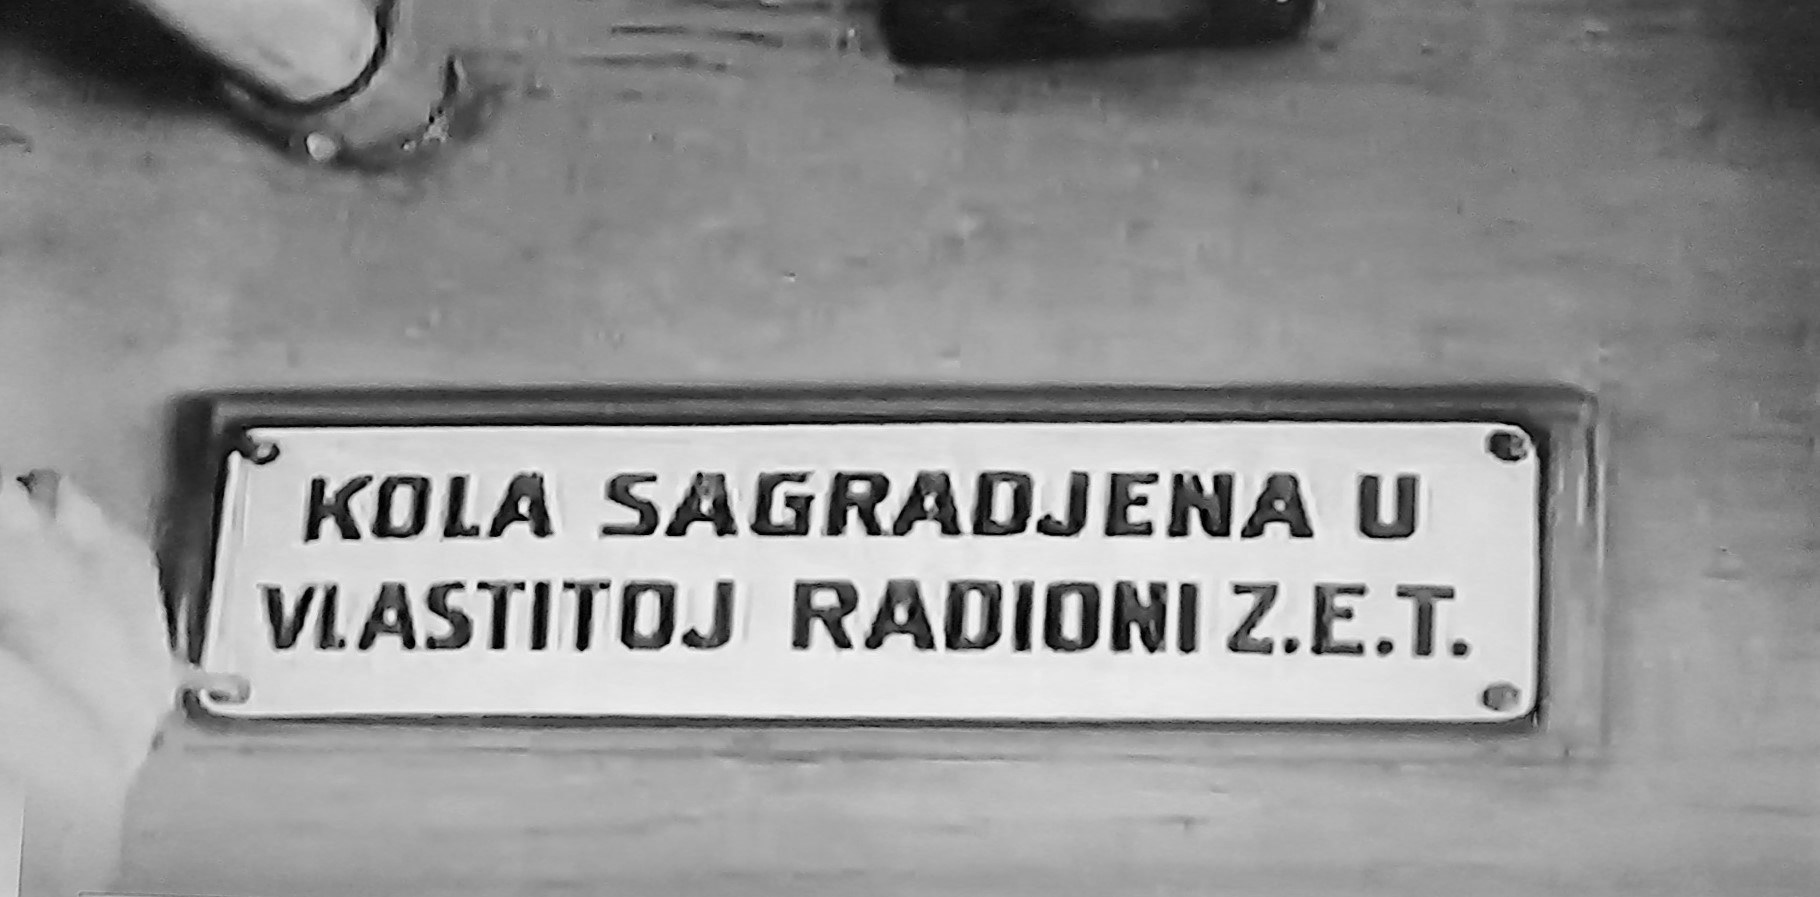 KOLA SAGRADJENA U
VLASTITOJ RADIONI Z.E.T.